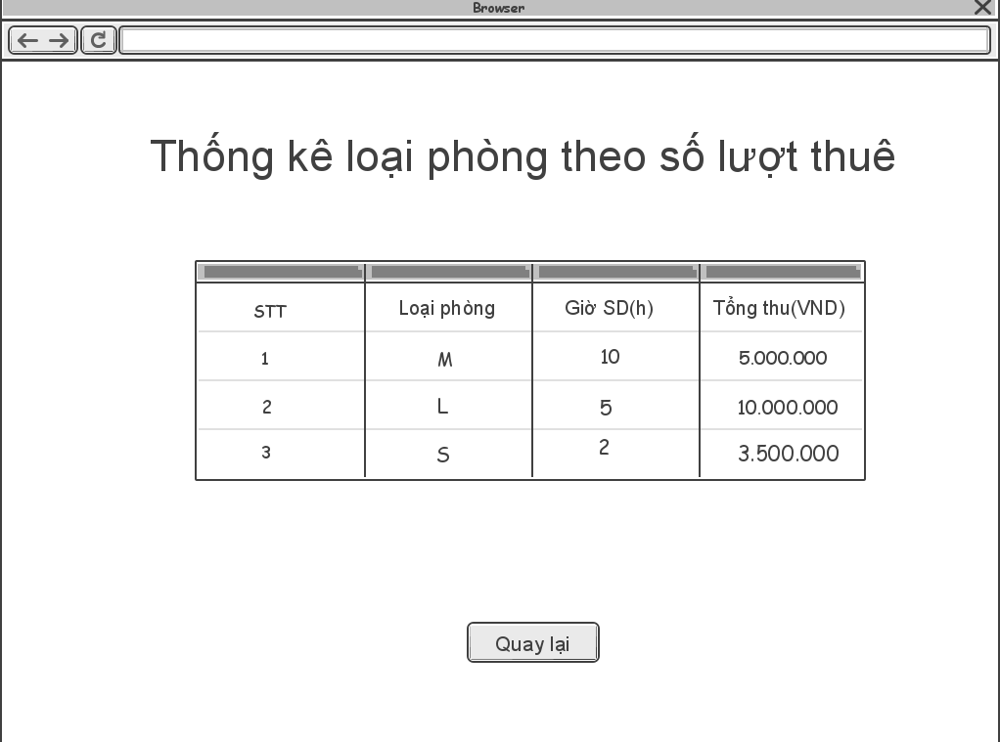 Browser
Thống kê loại phòng theo số lượt thuê
STT Loại phòng Giờ SD(h) Tổng thu(VND)
1 M 10 5.000.000
2 L 5 10.000.000
3 S 2 3.500.000
Quay lại